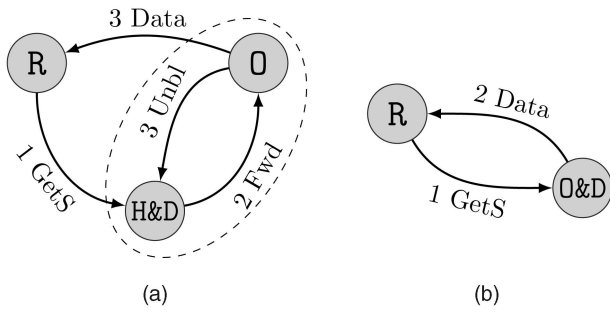 3 Data
R
O
3 Unbl
1 GetS
2 Fwd
H&D
(a)
2 Data
R
O&D
1 GetS
(b)